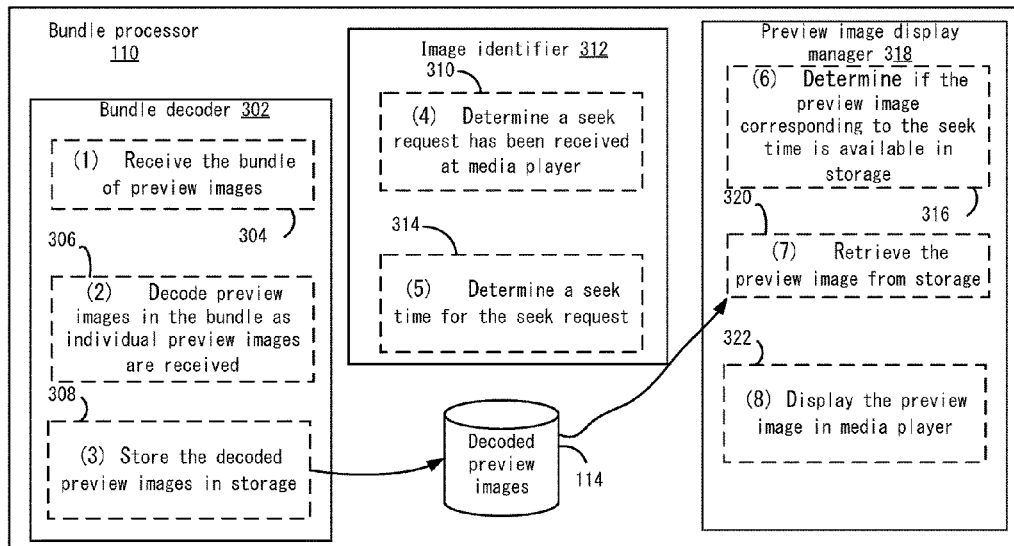 Bundle processor
110
Bundle decoder 302
(1) Receive the bundle
of preview images
304
306
(2) Decode preview
images in the bundle as
individual preview images
are received
308
(3) Store the decoded
preview images in storage
Image identifier 312
310
(4) Determine a seek
request has been received
at media player
314
(5) Determine a seek
time for the seek request
Decoded
preview
images
114
Preview image display
manager 318
(6) Determine if the
preview image
corresponding to the seek
time is available in
storage
316
320
(7) Retrieve the
preview image from storage
322
(8) Display the preview
image in media player